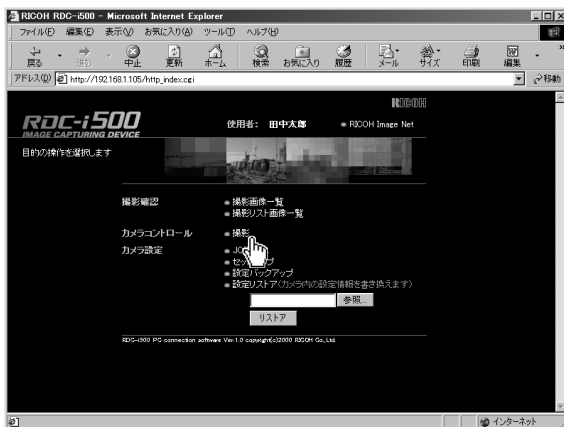 RICOH RDC-i500 - Microsoft Internet Explorer
ファイル(F) 編集(E) 表示(V) お気に入り(A) ツール(T) ヘルプ(H)
戻る 進む 中止 更新 ホーム 検索 お気に入り 履歴 メール サイズ 印刷 編集
アドレス(D) http://192.168.1.105/http_index.cgi 移動
RICOH
RDC-i500
IMAGE CAPTURING DEVICE
使用者： 田中太郎 RICOH Image Net
目的の操作を選択します
撮影確認 撮影画像一覧
撮影リスト画像一覧
カメラコントロール 撮影
カメラ設定
設定バックアップ
設定リストア(カメラ内の設定情報を書き換えます)
参照...
リストア
RDC-i500 PC connection software Ver.1.0 copyright(c)2000 RICOH Co.,Ltd
インターネット